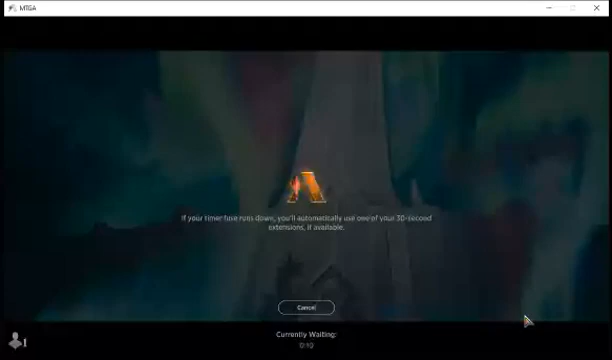 MTGA
If your timer fuse runs down, you'll automatically use one of your 30-second
extensions, if available.
Cancel
Currently Waiting:
0:10